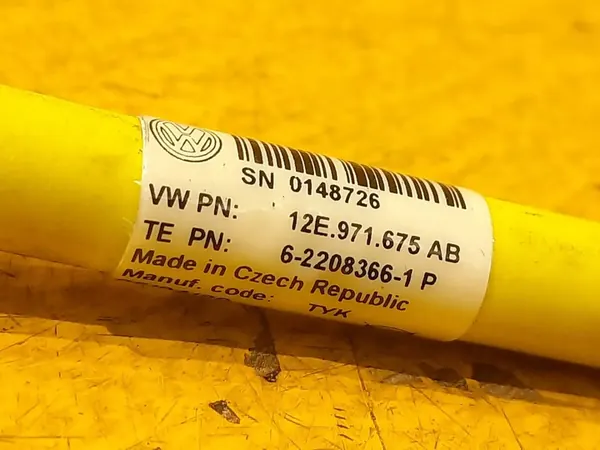 VW
SN 0148726
VW PN: 12E.971.675 AB
TE PN: 6-2208366-1 P
Made in Czech Republic
Manuf. code: TYK